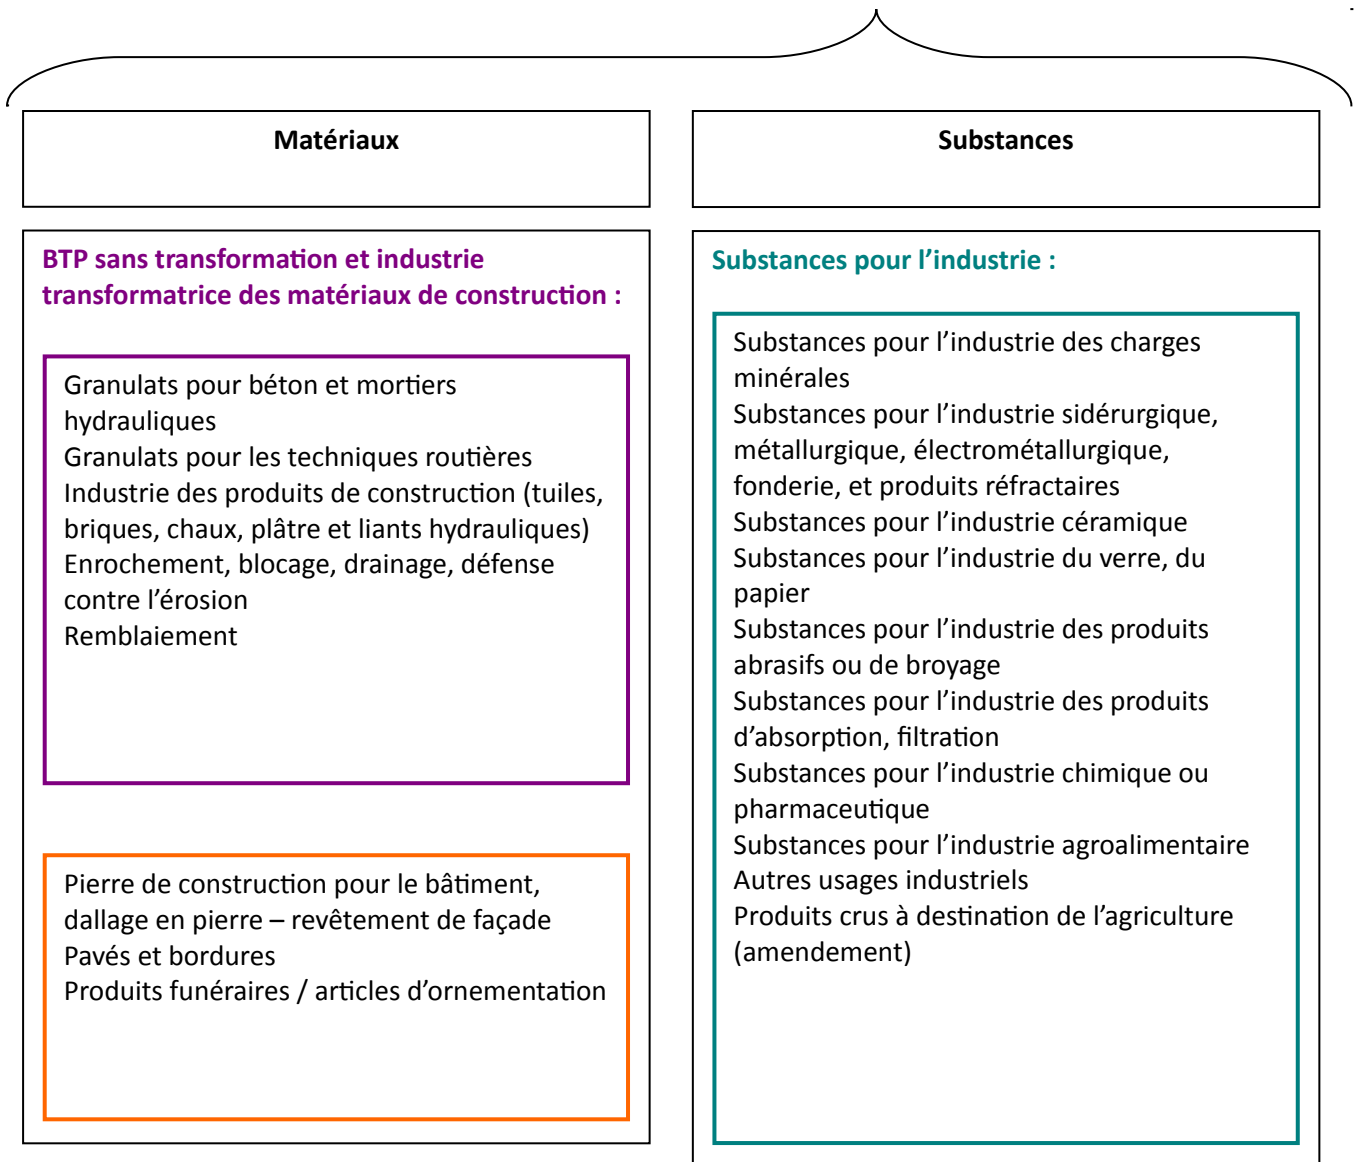 Matériaux
BTP sans transformation et industrie
transformatrice des matériaux de construction :
Granulats pour béton et mortiers
hydrauliques
Granulats pour les techniques routières
Industrie des produits de construction (tuiles,
briques, chaux, plâtre et liants hydrauliques)
Enrochement, blocage, drainage, défense
contre l’érosion
Remblaiement
Pierre de construction pour le bâtiment,
dallage en pierre – revêtement de façade
Pavés et bordures
Produits funéraires / articles d’ornementation
Substances
Substances pour l’industrie :
Substances pour l’industrie des charges
minérales
Substances pour l’industrie sidérurgique,
métallurgique, électrométallurgique,
fonderie, et produits réfractaires
Substances pour l’industrie céramique
Substances pour l’industrie du verre, du
papier
Substances pour l’industrie des produits
abrasifs ou de broyage
Substances pour l’industrie des produits
d’absorption, filtration
Substances pour l’industrie chimique ou
pharmaceutique
Substances pour l’industrie agroalimentaire
Autres usages industriels
Produits crus à destination de l’agriculture
(amendement)